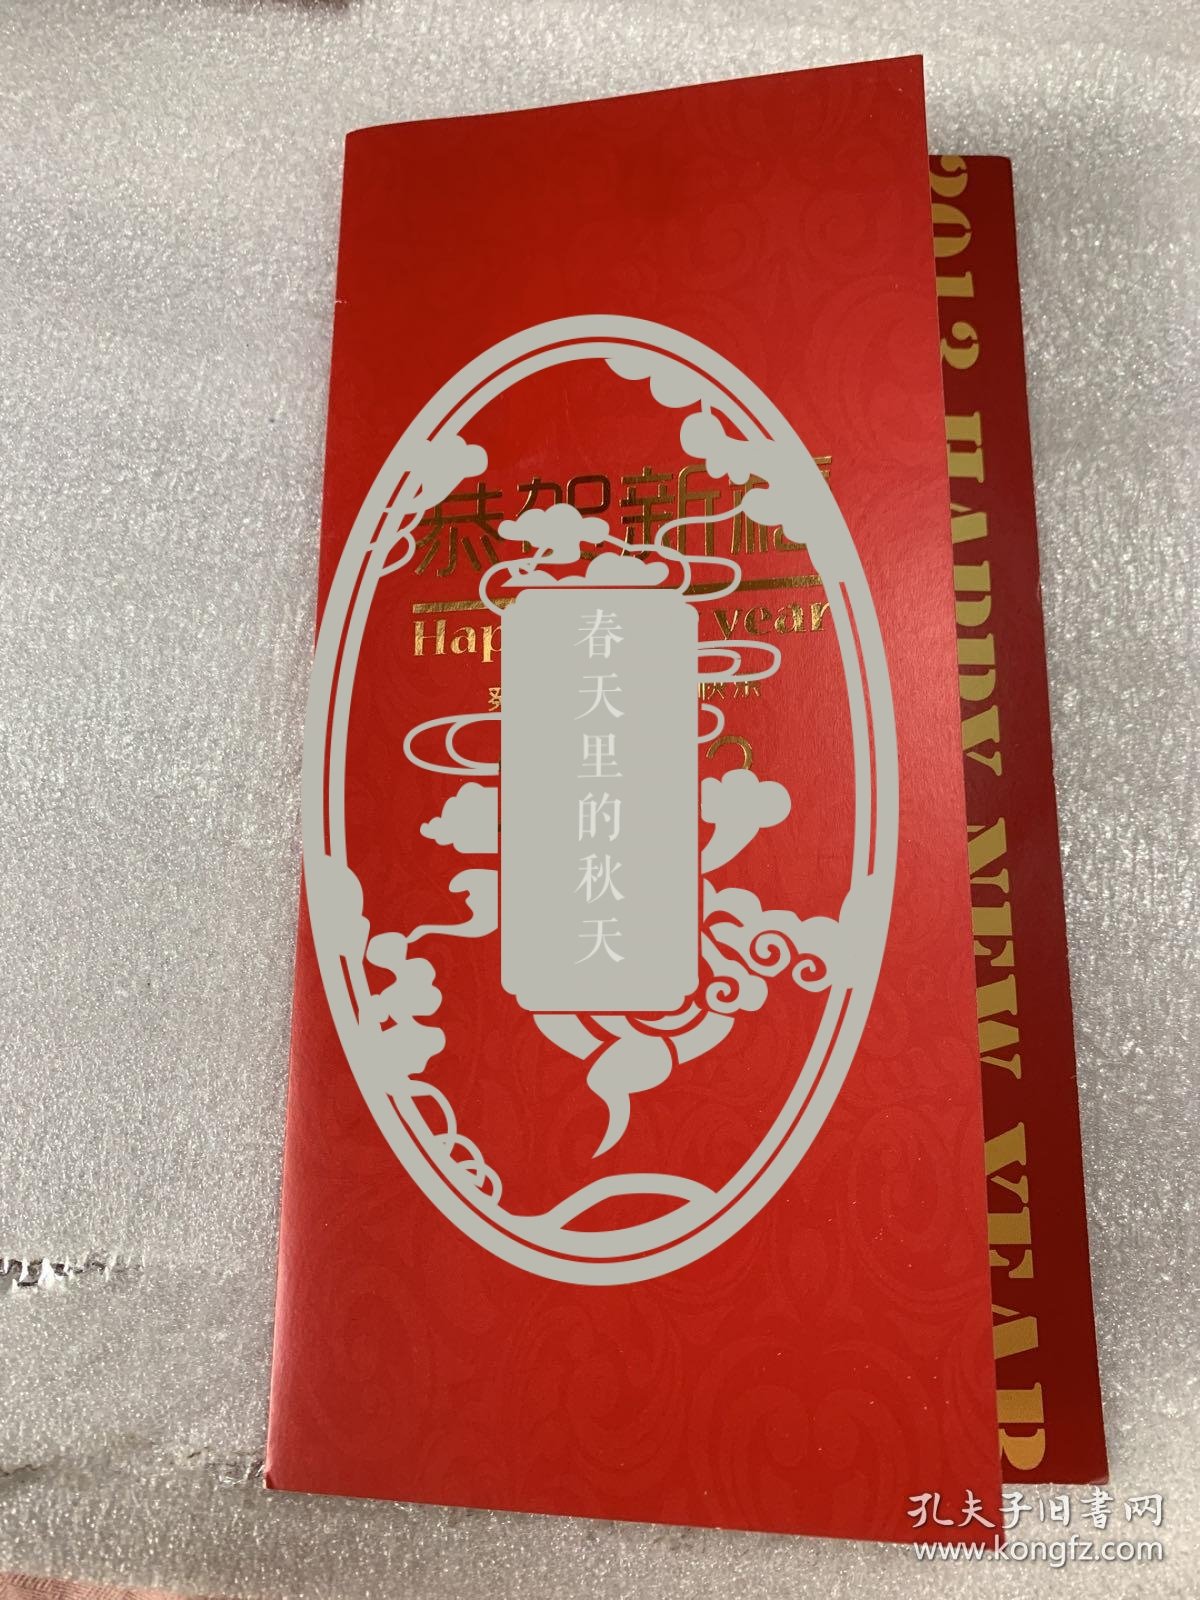 恭贺新禧
Hap year
快乐
春天里的秋天
2013 HAPPY NEW YEAR
孔夫子旧书网
www.kongfz.com